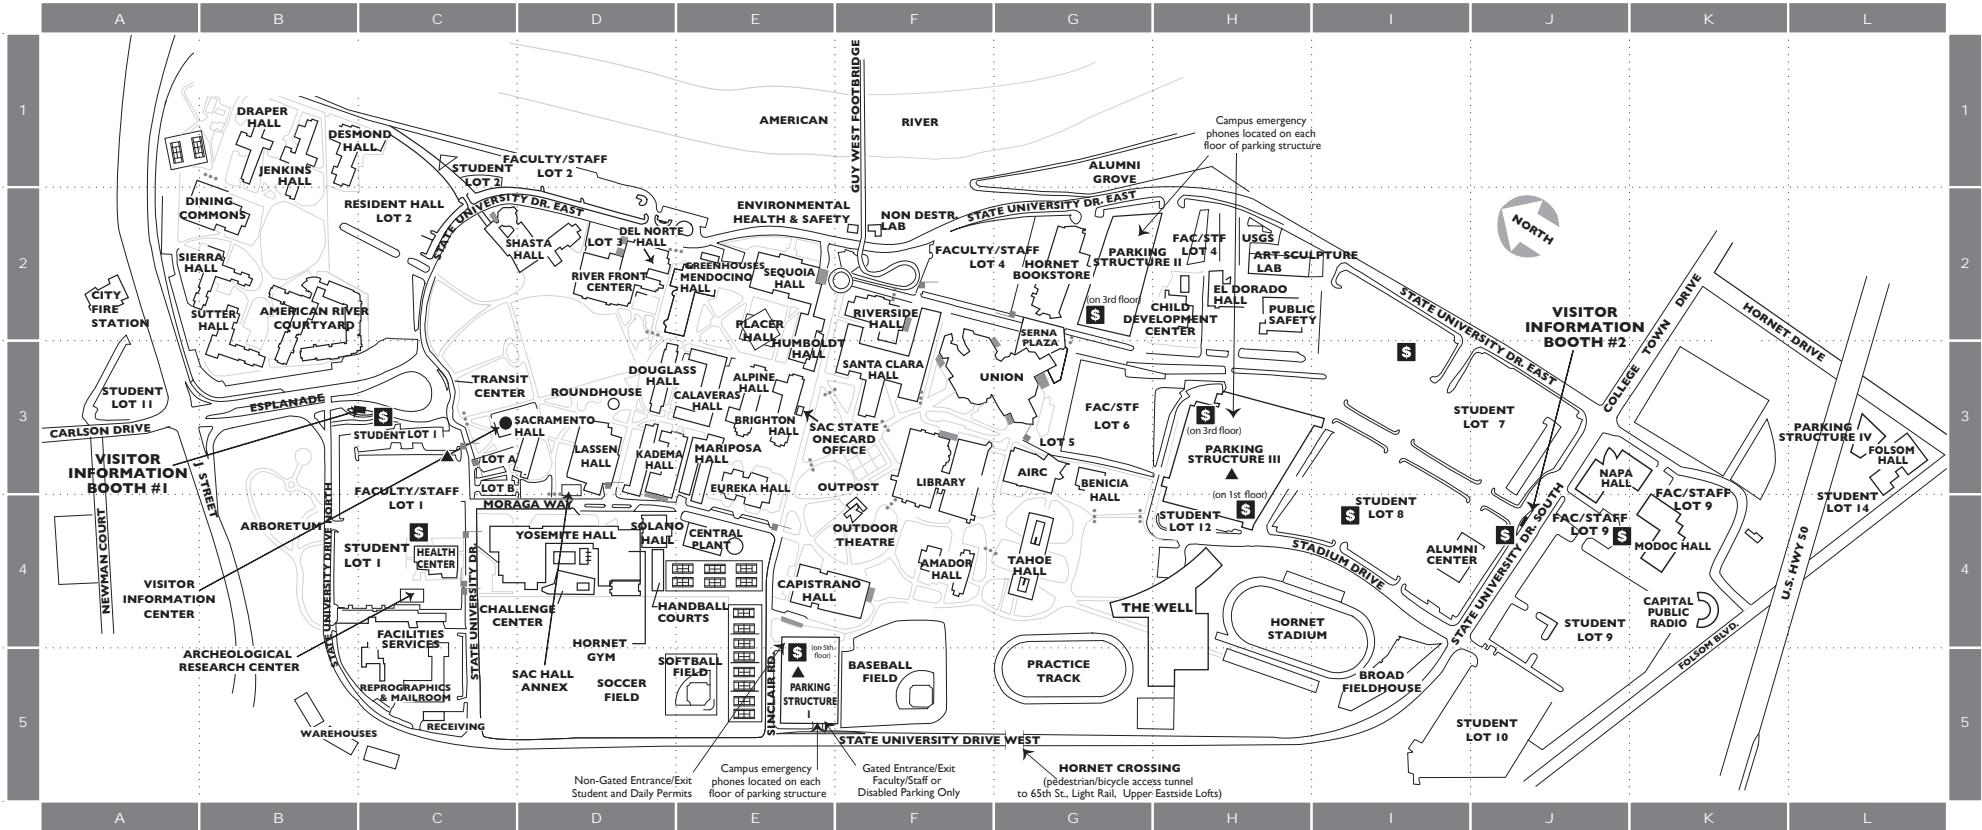 A B C D E F G H I J K L
1
1
AMERICAN RIVER
GUY WEST FOOTBRIDGE
DRAPER
HALL
DESMOND
HALL
JENKINS
HALL
STUDENT
LOT 2
FACULTY/STAFF
LOT 2
Campus emergency
phones located on each
floor of parking structure
ALUMNI
GROVE
2
2
DINING
COMMONS
RESIDENT HALL
LOT 2
STATE UNIVERSITY DR. EAST
SHASTA
HALL
LOT 3
DEL NORTE
HALL
RIVER FRONT
CENTER
ENVIRONMENTAL
HEALTH & SAFETY
NON DESTR.
LAB
STATE UNIVERSITY DR. EAST
FACULTY/STAFF
LOT 4
HORNET
BOOKSTORE
PARKING
STRUCTURE II
(on 3rd floor)
$
FAC/STF
LOT 4
USGS
ART SCULPTURE
LAB
EL DORADO
HALL
CHILD
DEVELOPMENT
CENTER
PUBLIC
SAFETY
NORTH
STATE UNIVERSITY DR. EAST
VISITOR
INFORMATION
BOOTH #2
COLLEGE TOWN DRIVE
HORNET DRIVE
SIERRA
HALL
SUTTER
HALL
AMERICAN RIVER
COURTYARD
CITY
FIRE
STATION
GREENHOUSES
MENDOCINO
HALL
SEQUOIA
HALL
PLACER
HALL
HUMBOLDT
HALL
RIVERSIDE
HALL
SERNA
PLAZA
3
3
STUDENT
LOT 11
CARLSON DRIVE
ESPLANADE
$
STUDENT LOT 1
TRANSIT
CENTER
SACRAMENTO
HALL
ROUNDHOUSE
DOUGLASS
HALL
CALAVERAS
HALL
ALPINE
HALL
BRIGHTON
HALL
SANTA CLARA
HALL
UNION
SAC STATE
ONECARD
OFFICE
FAC/STF
LOT 6
LOT 5
$
(on 3rd floor)
PARKING
STRUCTURE III
(on 1st floor)
$
$
STUDENT
LOT 7
PARKING
STRUCTURE IV
FOLSOM
HALL
VISITOR
INFORMATION
BOOTH #1
J STREET
LOT A
LOT B
LASSEN
HALL
KADEMA
HALL
MARIPOSA
HALL
EUREKA HALL
OUTPOST
LIBRARY
AIRC
BENICIA
HALL
NAPA
HALL
4
4
NEWMAN COURT
ARBORETUM
STATE UNIVERSITY DRIVE NORTH
FACULTY/STAFF
LOT 1
$
STUDENT
LOT 1
HEALTH
CENTER
STATE UNIVERSITY DR.
MORAGA WAY
YOSEMITE HALL
SOLANO
HALL
CENTRAL
PLANT
OUTDOOR
THEATRE
CAPISTRANO
HALL
AMADOR
HALL
TAHOE
HALL
STUDENT
LOT 12
STADIUM DRIVE
$
STUDENT
LOT 8
ALUMNI
CENTER
$
STATE UNIVERSITY DR. SOUTH
FAC/STAFF
LOT 9
$
FAC/STAFF
LOT 9
MODOC HALL
STUDENT
LOT 14
U.S. HWY 50
VISITOR
INFORMATION
CENTER
CHALLENGE
CENTER
HANDBALL
COURTS
THE WELL
HORNET
STADIUM
STUDENT
LOT 9
CAPITAL
PUBLIC
RADIO
FOLSOM BLVD.
ARCHEOLOGICAL
RESEARCH CENTER
FACILITIES
SERVICES
HORNET
GYM
5
5
REPROGRAPHICS
& MAILROOM
RECEIVING
WAREHOUSES
SAC HALL
ANNEX
SOCCER
FIELD
SOFTBALL
FIELD
SINCLAIR RD.
$
(on 5th
floor)
PARKING
STRUCTURE
I
BASEBALL
FIELD
PRACTICE
TRACK
BROAD
FIELDHOUSE
STUDENT
LOT 10
STATE UNIVERSITY DRIVE WEST
Non-Gated Entrance/Exit
Student and Daily Permits
Campus emergency
phones located on each
floor of parking structure
Gated Entrance/Exit
Faculty/Staff or
Disabled Parking Only
HORNET CROSSING
(pedestrian/bicycle access tunnel
to 65th St., Light Rail, Upper Eastside Lofts)
A B C D E F G H I J K L